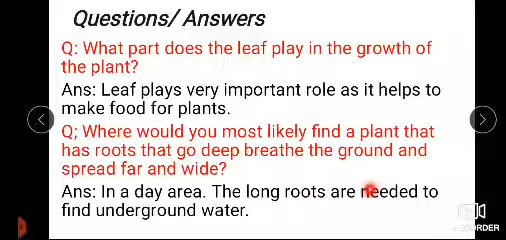 Questions/ Answers
Q: What part does the leaf play in the growth of
the plant?
Ans: Leaf plays very important role as it helps to
make food for plants.
Q; Where would you most likely find a plant that
has roots that go deep breathe the ground and
spread far and wide?
Ans: In a day area. The long roots are needed to
find underground water.